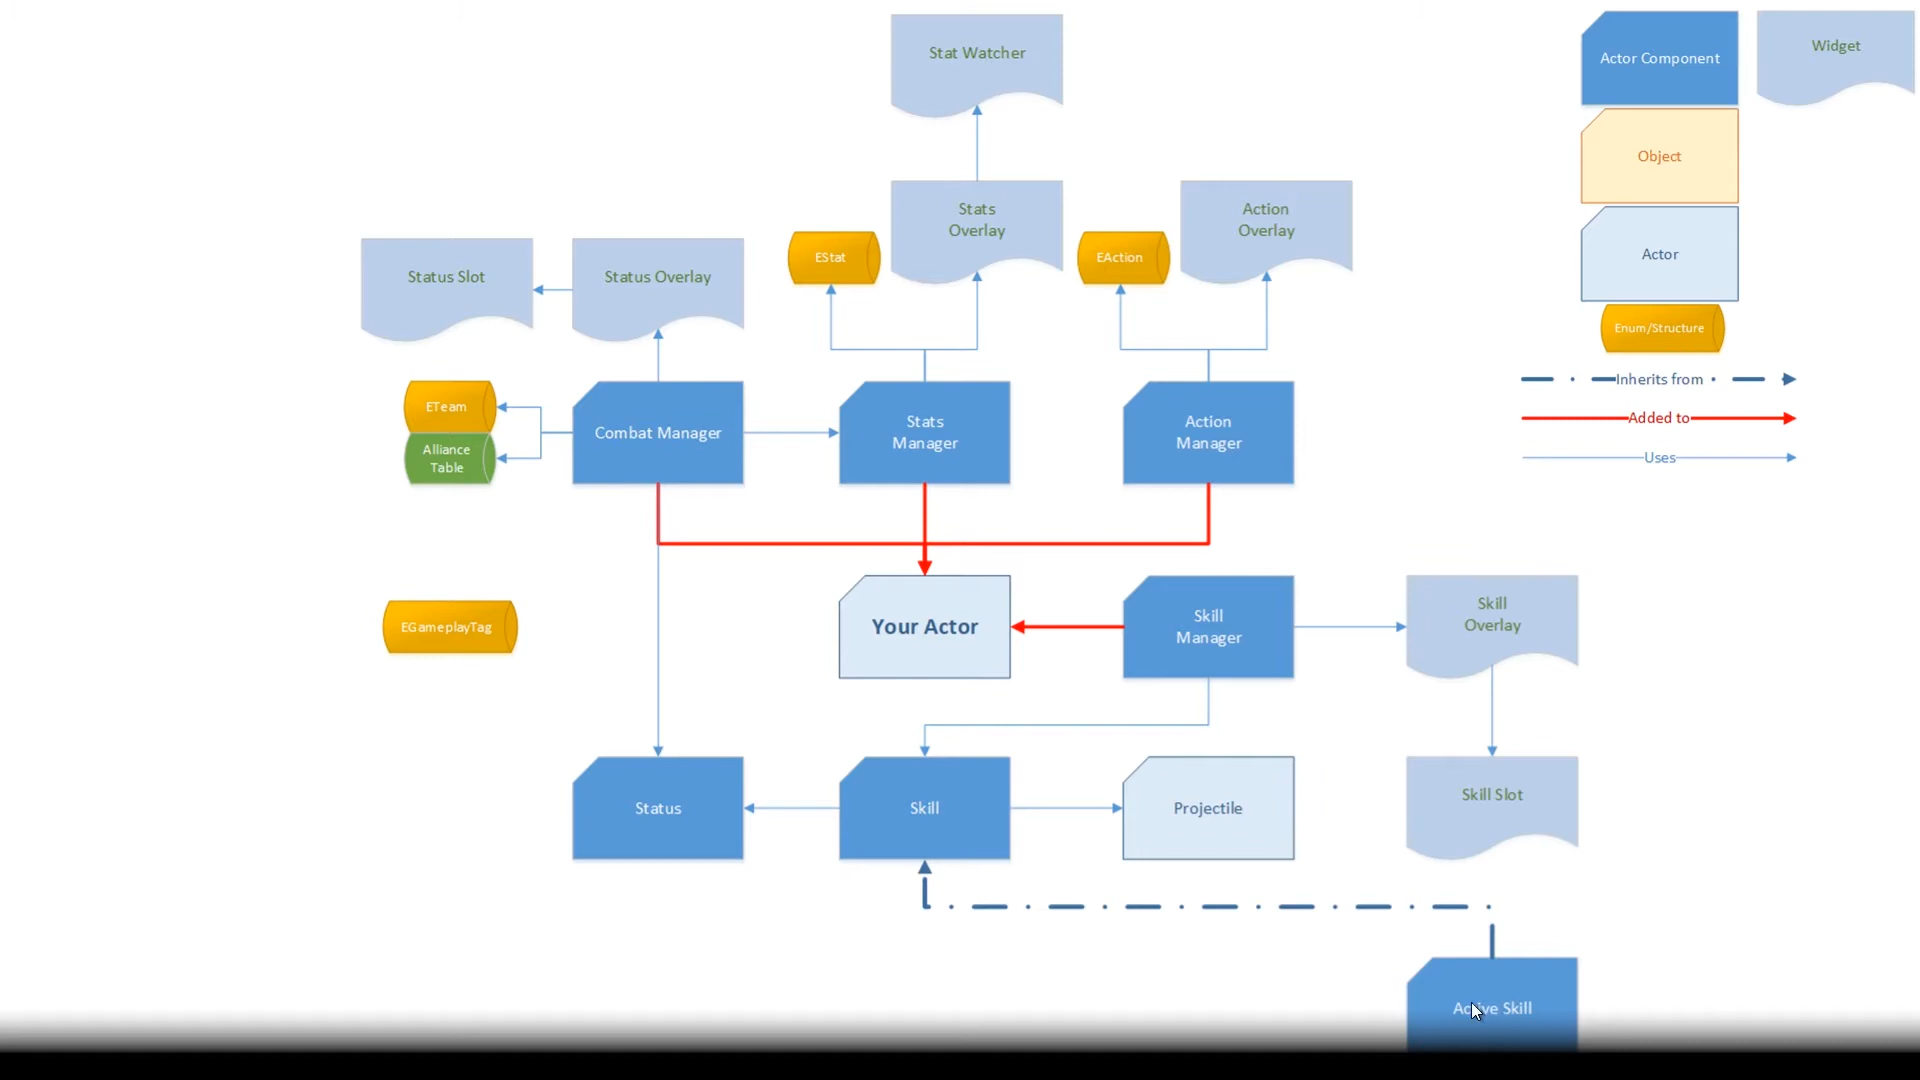 Stat Watcher
Actor Component
Widget
Object
Stats
Overlay
Action
Overlay
EStat
EAction
Actor
Status Slot
Status Overlay
Enum/Structure
Inherits from
Added to
Uses
ETeam
Alliance
Table
Combat Manager
Stats
Manager
Action
Manager
EGameplayTag
Your Actor
Skill
Manager
Skill
Overlay
Status
Skill
Projectile
Skill Slot
Active Skill